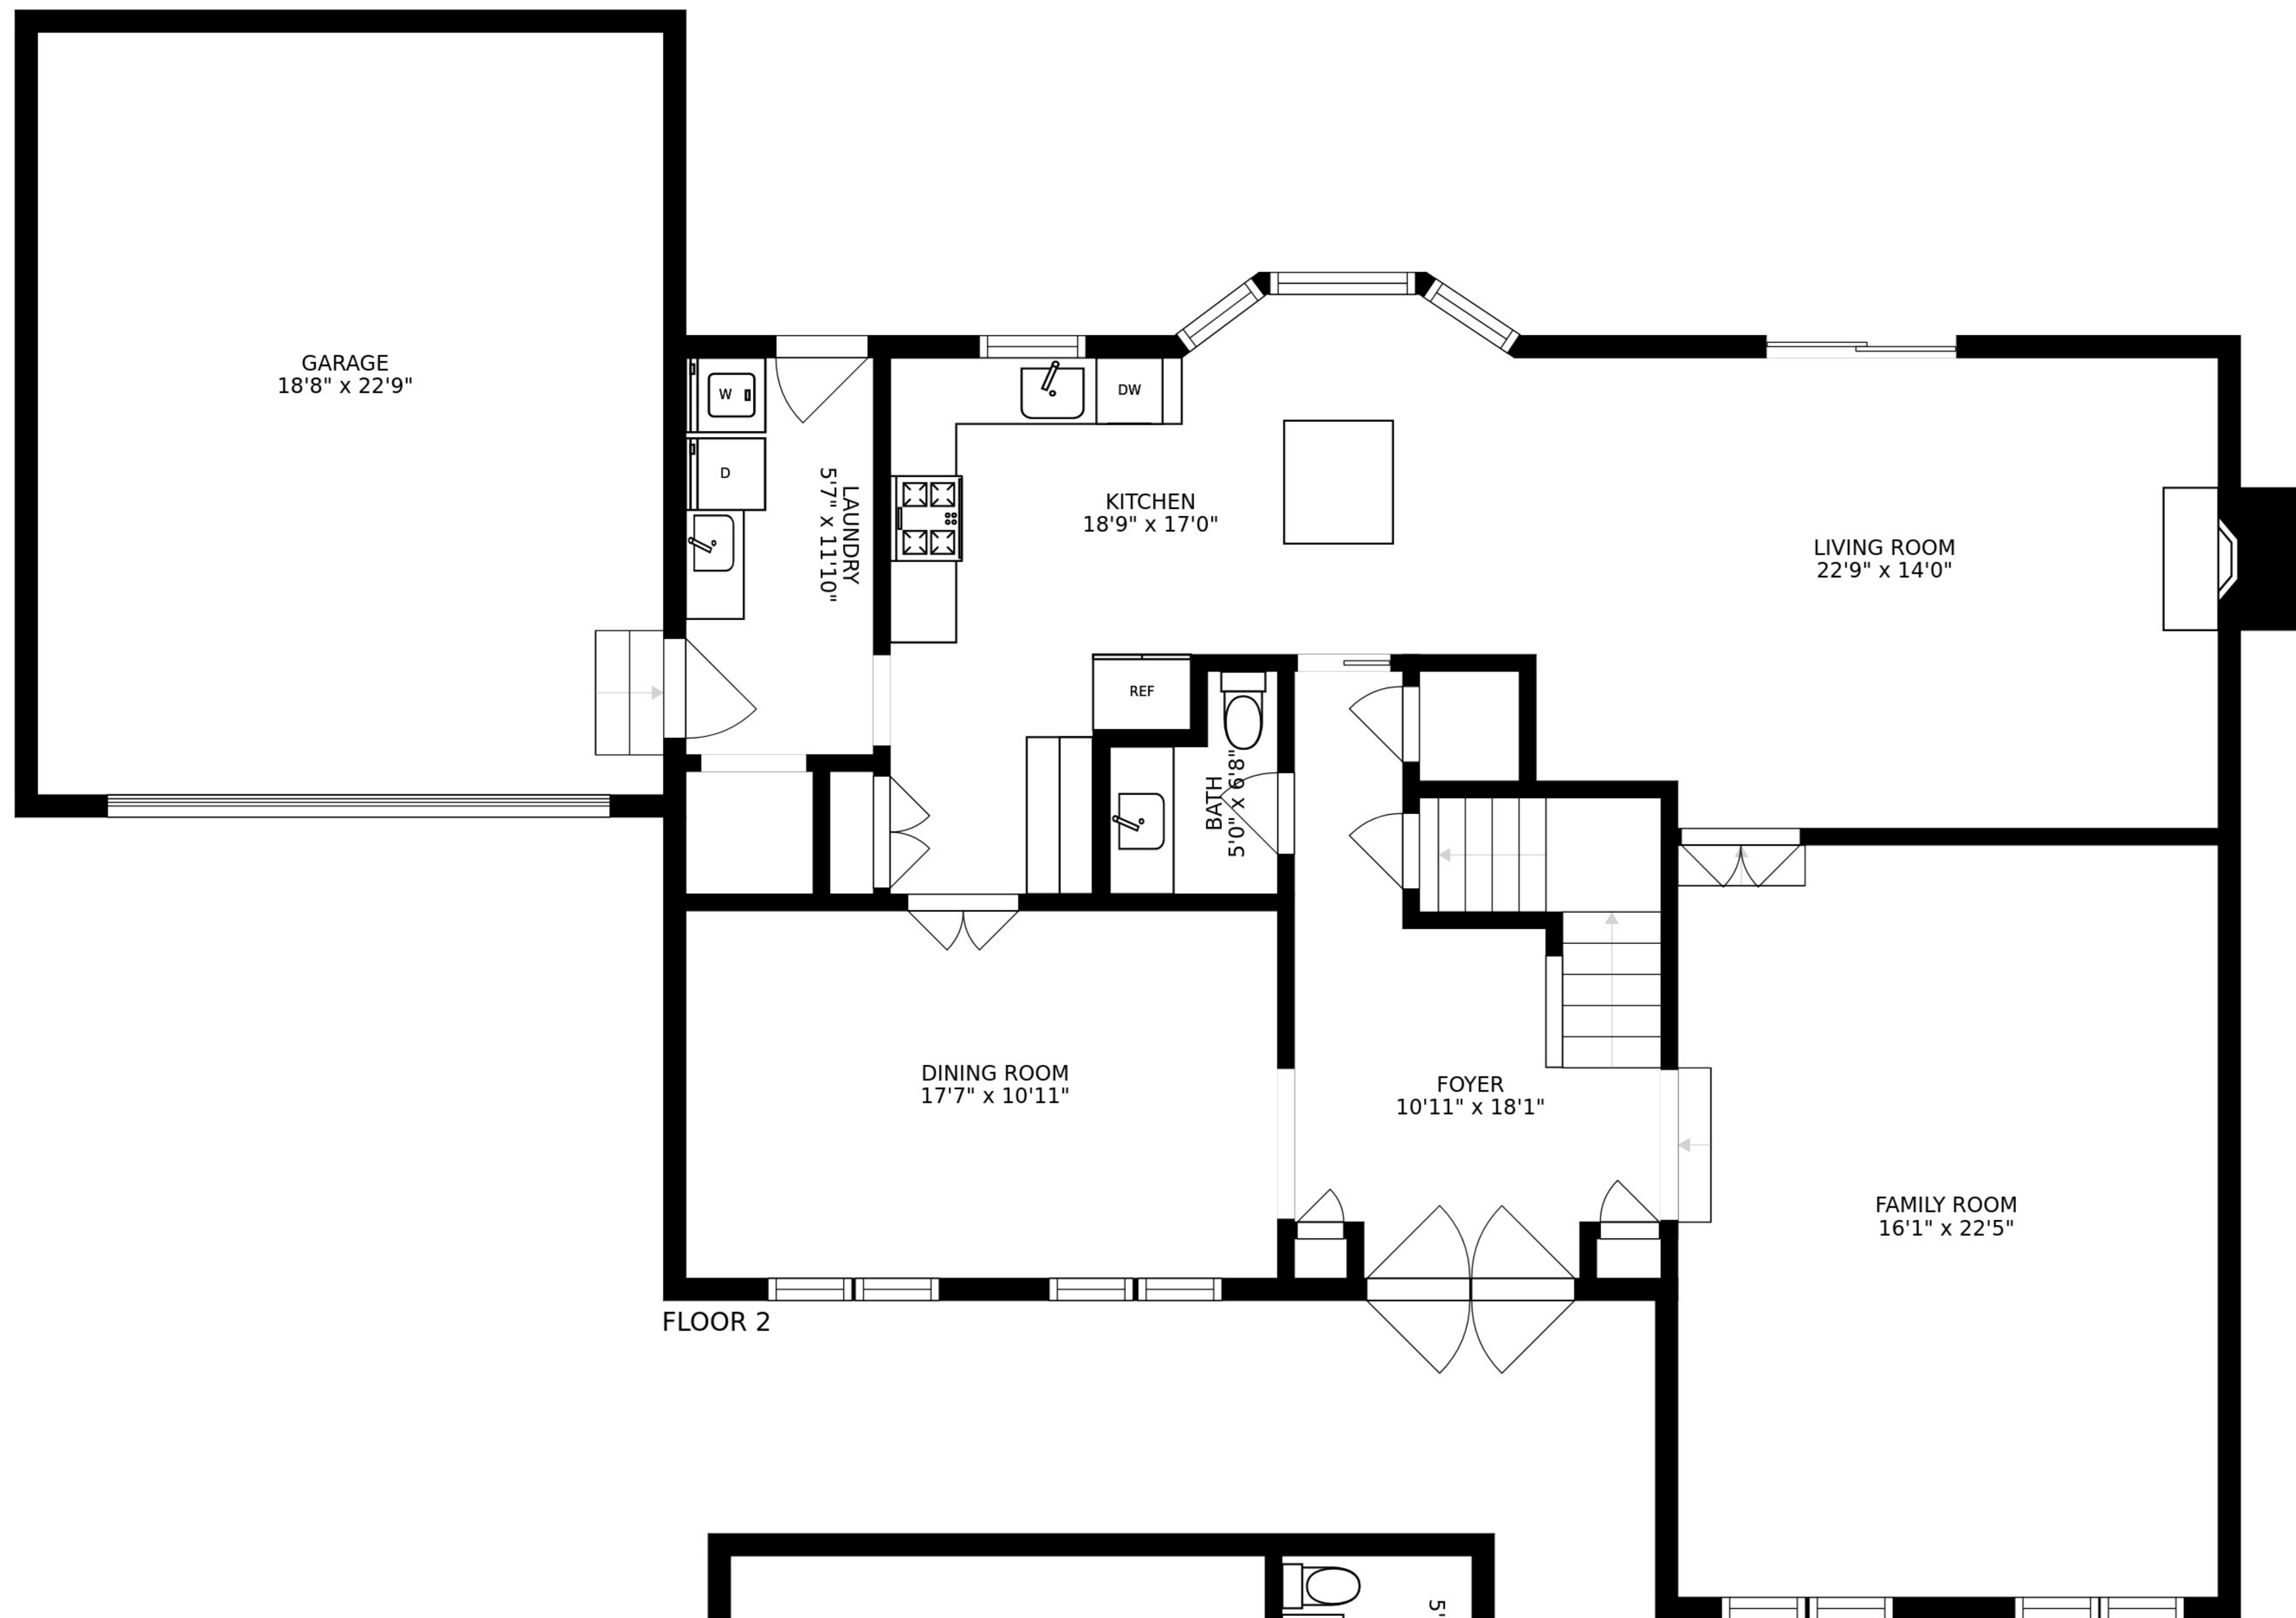 GARAGE
18'8" x 22'9"
W
D
LAUNDRY
5'7" x 11'10"
DW
KITCHEN
18'9" x 17'0"
LIVING ROOM
22'9" x 14'0"
REF
BATH
5'0" x 6'8"
DINING ROOM
17'7" x 10'11"
FOYER
10'11" x 18'1"
FAMILY ROOM
16'1" x 22'5"
FLOOR 2
5'